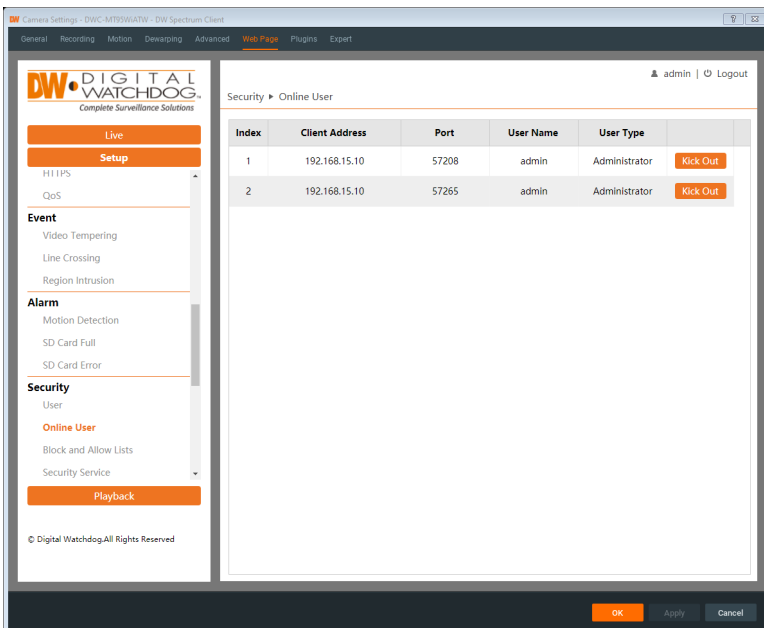 DW Camera Settings - DWC-MT95WiATW - DW Spectrum Client
General Recording Motion Dewarping Advanced Web Page Plugins Expert
DW DIGITAL
WATCHDOG
Complete Surveillance Solutions
admin | Logout
Security ▸ Online User
Live
Setup
HTTPS
QoS
Event
Video Tempering
Line Crossing
Region Intrusion
Alarm
Motion Detection
SD Card Full
SD Card Error
Security
User
Online User
Block and Allow Lists
Security Service
Playback
© Digital Watchdog.All Rights Reserved
Index Client Address Port User Name User Type
1 192.168.15.10 57208 admin Administrator Kick Out
2 192.168.15.10 57265 admin Administrator Kick Out
OK Apply Cancel